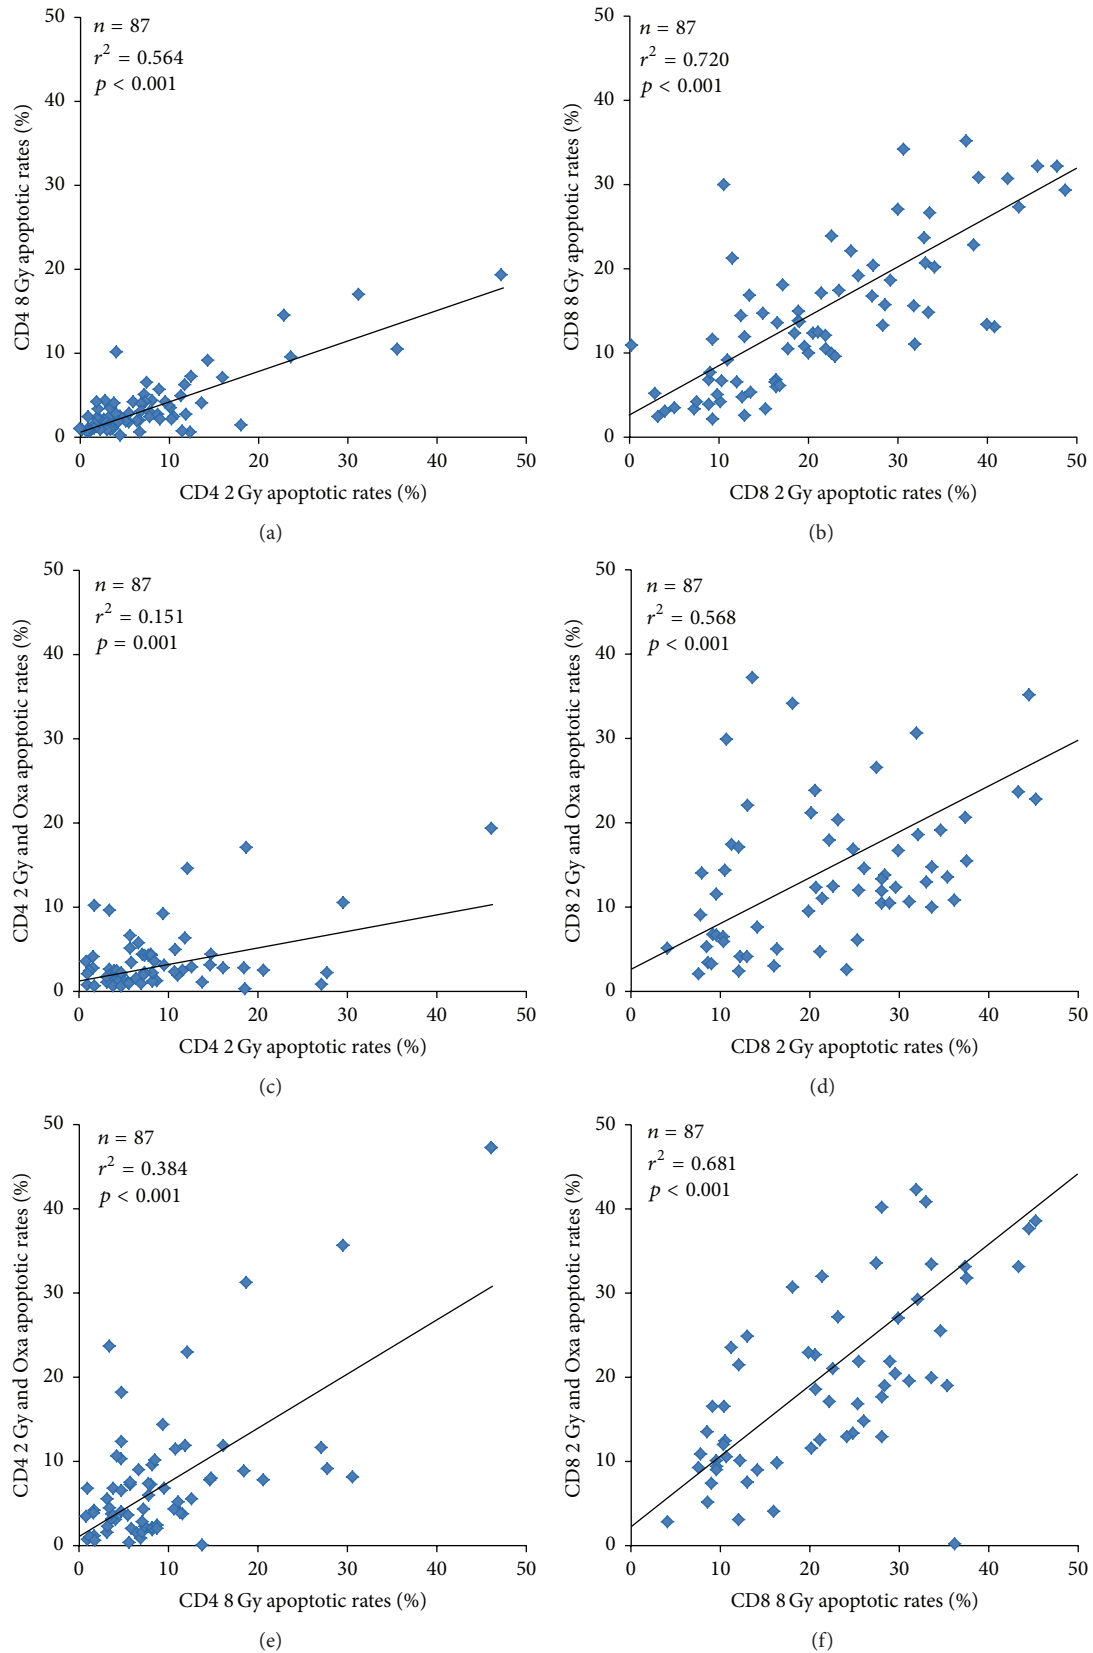 n = 87
r² = 0.564
p < 0.001
50
40
30
20
10
0
0 10 20 30 40 50
CD4 8 Gy apoptotic rates (%)
CD4 2 Gy apoptotic rates (%)
(a)
n = 87
r² = 0.720
p < 0.001
50
40
30
20
10
0
0 10 20 30 40 50
CD8 8 Gy apoptotic rates (%)
CD8 2 Gy apoptotic rates (%)
(b)
n = 87
r² = 0.151
p = 0.001
50
40
30
20
10
0
0 10 20 30 40 50
CD4 2 Gy and Oxa apoptotic rates (%)
CD4 2 Gy apoptotic rates (%)
(c)
n = 87
r² = 0.568
p < 0.001
50
40
30
20
10
0
0 10 20 30 40 50
CD8 2 Gy and Oxa apoptotic rates (%)
CD8 2 Gy apoptotic rates (%)
(d)
n = 87
r² = 0.384
p < 0.001
50
40
30
20
10
0
0 10 20 30 40 50
CD4 2 Gy and Oxa apoptotic rates (%)
CD4 8 Gy apoptotic rates (%)
(e)
n = 87
r² = 0.681
p < 0.001
50
40
30
20
10
0
0 10 20 30 40 50
CD8 2 Gy and Oxa apoptotic rates (%)
CD8 8 Gy apoptotic rates (%)
(f)